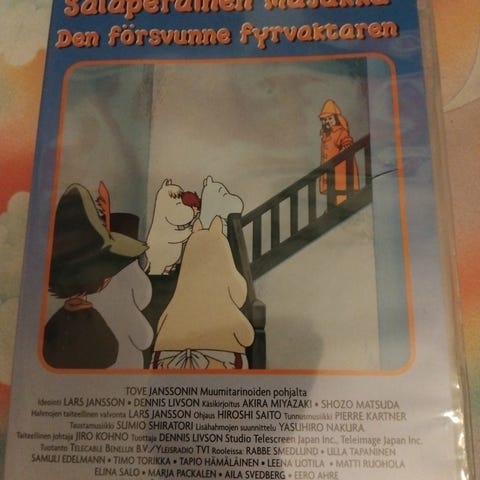 Salaperäinen Majakka
Den försvunne fyrvaktaren
TOVE JANSSONIN Muumitarinoiden pohjalta
Ideointi LARS JANSSON • DENNIS LIVSON Käsikirjoitus AKIRA MIYAZAKI • SHOZO MATSUDA
Hahmojen taiteellinen valvonta LARS JANSSON Ohjaus HIROSHI SAITO Tunnusmusiikki PIERRE KARTNER
Taustamusiikki SUMIO SHIRATORI Lisähahmojen suunnittelu YASUHIRO NAKURA
Taiteellinen johtaja JIRO KOHNO Tuottaja DENNIS LIVSON Studio Telescreen Japan Inc., Teleimage Japan Inc.
Tuotanto TELECABLE BENELUX B.V./YLEISRADIO TV1 Rooleissa: RABBE SMEDLUND • ULLA TAPANINEN
SAMULI EDELMANN • TIMO TORIKKA • TAPIO HÄMÄLÄINEN • LEENA UOTILA • MATTI RUOHOLA
ELINA SALO • MARJA PACKALEN • AILA SVEDBERG • EERO AHRE